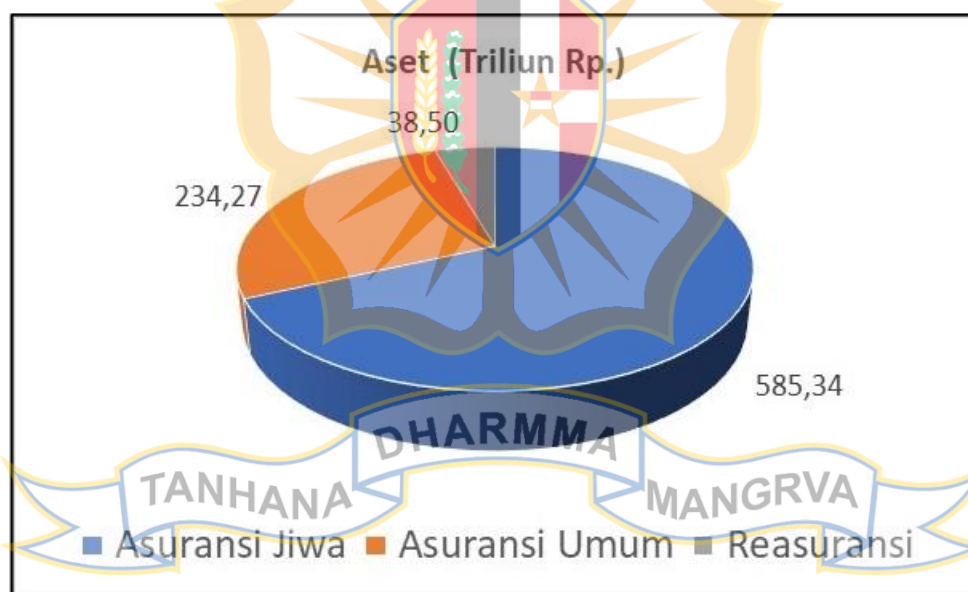 Aset (Triliun Rp.)
38,50
234,27
585,34
DHARMMA
TANHANA MANGRVA
Asuransi Jiwa Asuransi Umum Reasuransi